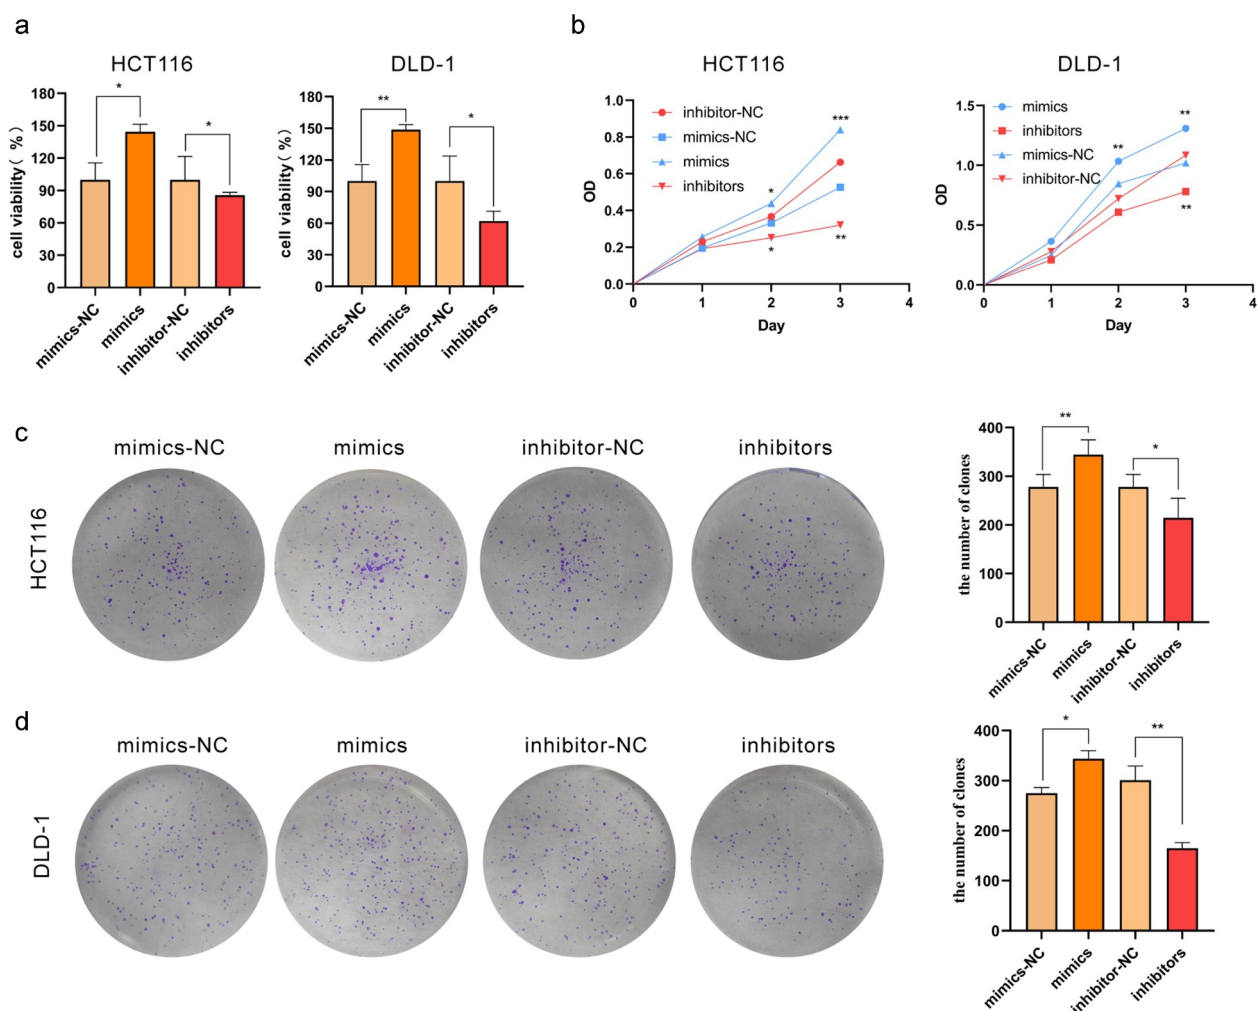 a
HCT116
cell viability( %)
180
150
120
90
60
30
0
*
*
mimics-NC
mimics
inhibitor-NC
inhibitors
DLD-1
cell viability( %)
180
150
120
90
60
30
0
**
*
mimics-NC
mimics
inhibitor-NC
inhibitors
b
HCT116
OD
1.0
0.8
0.6
0.4
0.2
0.0
inhibitor-NC
mimics-NC
mimics
inhibitors
***
*
*
**
0
1
2
3
4
Day
DLD-1
OD
1.5
1.0
0.5
0.0
mimics
inhibitors
mimics-NC
inhibitor-NC
**
**
**
0
1
2
3
4
Day
c
HCT116
mimics-NC
mimics
inhibitor-NC
inhibitors
the number of clones
400
300
200
100
0
**
*
mimics-NC
mimics
inhibitor-NC
inhibitors
d
DLD-1
mimics-NC
mimics
inhibitor-NC
inhibitors
the number of clones
400
300
200
100
0
*
**
mimics-NC
mimics
inhibitor-NC
inhibitors